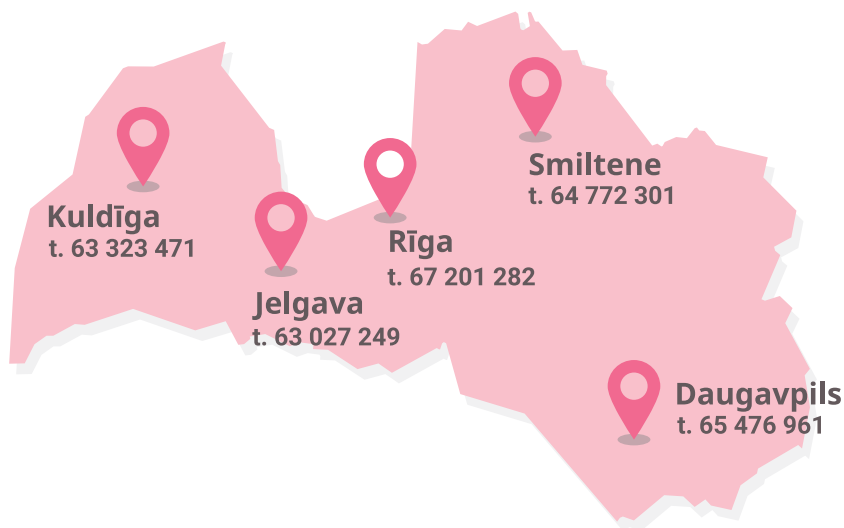 Smiltene
t. 64 772 301
Kuldīga
t. 63 323 471
Rīga
t. 67 201 282
Jelgava
t. 63 027 249
Daugavpils
t. 65 476 961